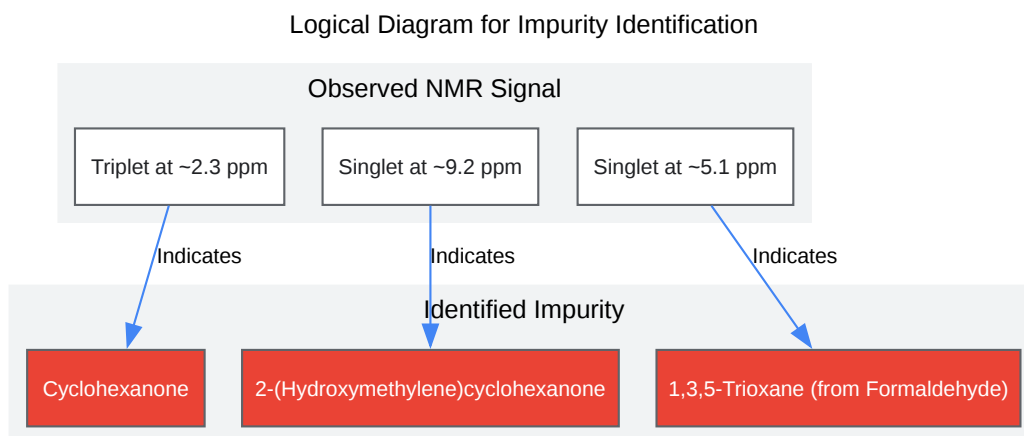 Logical Diagram for Impurity Identification
Observed NMR Signal
Triplet at ~2.3 ppm
Singlet at ~9.2 ppm
Singlet at ~5.1 ppm
Indicates
Indicates
Indicates
Identified Impurity
Cyclohexanone
2-(Hydroxymethylene)cyclohexanone
1,3,5-Trioxane (from Formaldehyde)